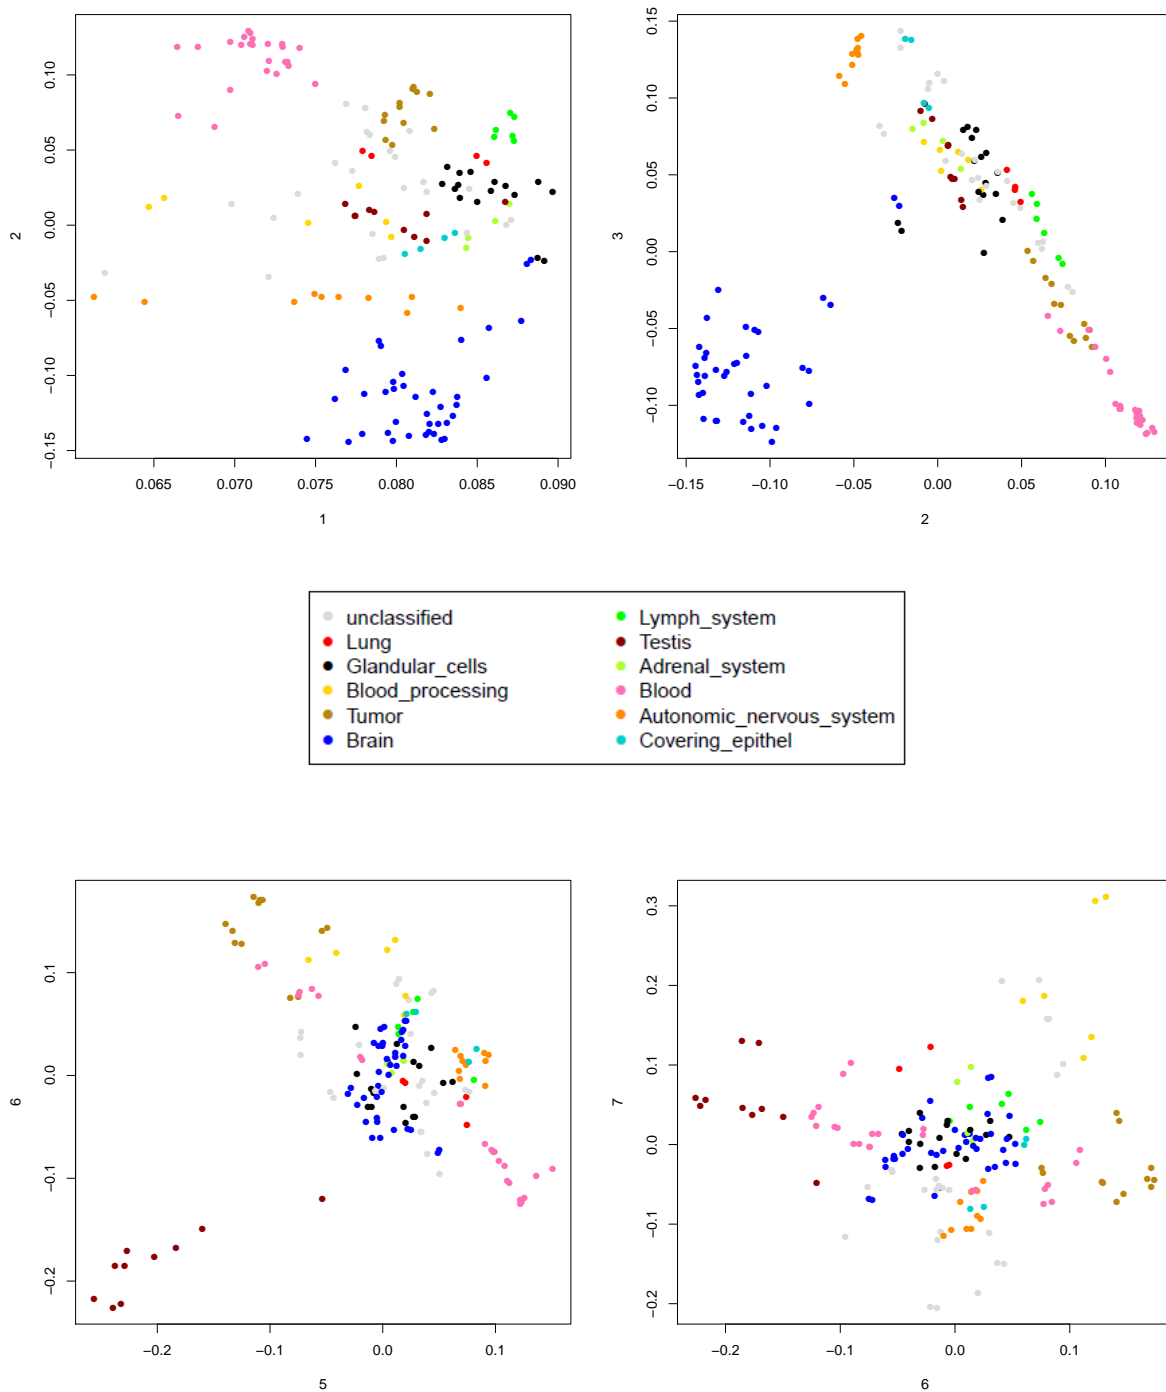 0.10
0.05
0.00
−0.05
−0.10
−0.15
2
0.065 0.070 0.075 0.080 0.085 0.090
1
0.15
0.10
0.05
0.00
−0.05
−0.10
3
−0.15 −0.10 −0.05 0.00 0.05 0.10
2
unclassified
Lung
Glandular_cells
Blood_processing
Tumor
Brain
Lymph_system
Testis
Adrenal_system
Blood
Autonomic_nervous_system
Covering_epithel
0.1
0.0
−0.1
−0.2
6
−0.2 −0.1 0.0 0.1
5
0.3
0.2
0.1
0.0
−0.1
−0.2
7
−0.2 −0.1 0.0 0.1
6